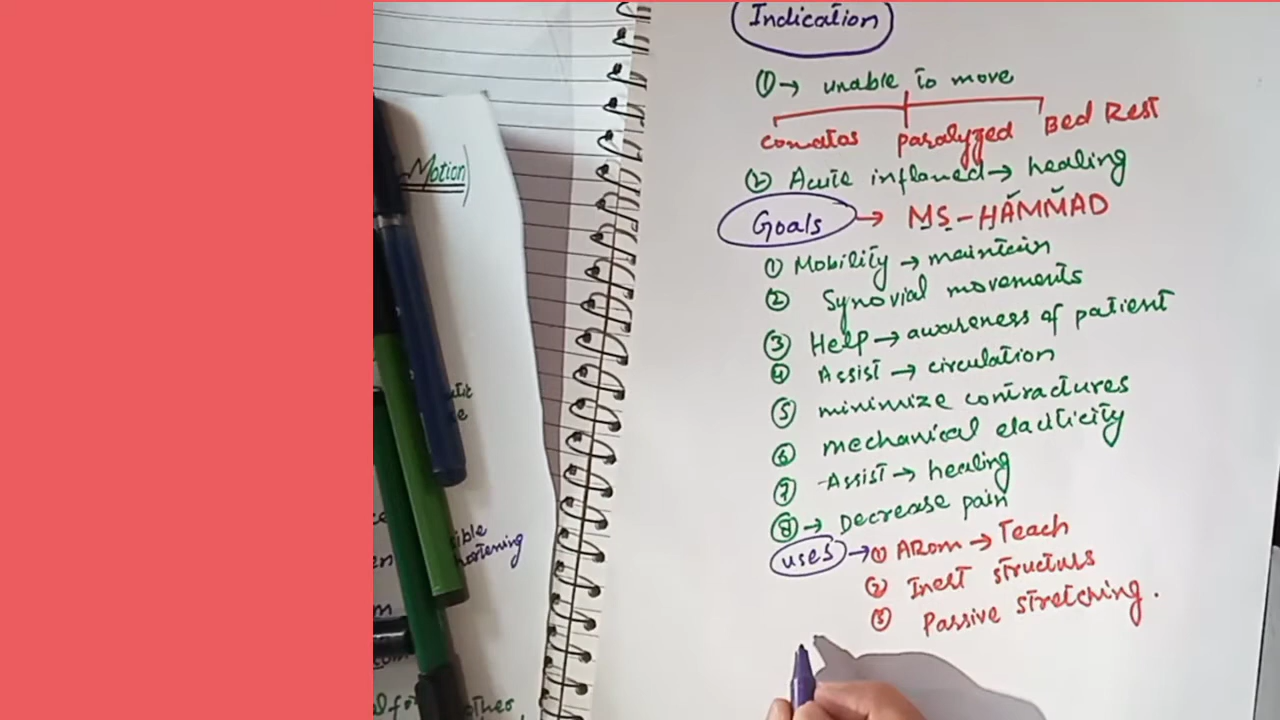 Indication
① → unable to move
comatos paralyzed Bed Rest
② Acute inflamed → healing
Goals → MS-HAMMAD
① Mobility → maintain
② Synovial movements
③ Help → awareness of patient
④ Assist → circulation
⑤ minimize contractures
⑥ mechanical elacticity
⑦ Assist → healing
⑧ → Decrease pain
uses → ① ARom → Teach
② Inert structurs
③ Passive stretching.
Motion)